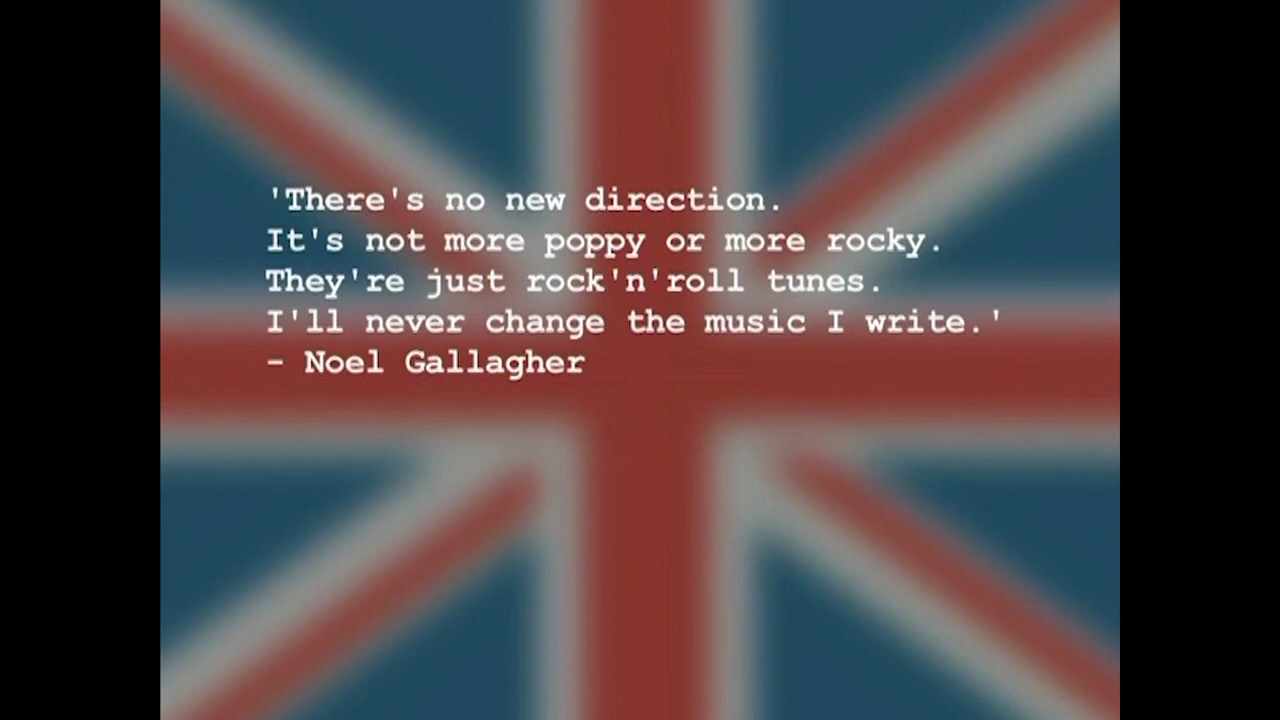 'There's no new direction.
It's not more poppy or more rocky.
They're just rock'n'roll tunes.
I'll never change the music I write.'
- Noel Gallagher